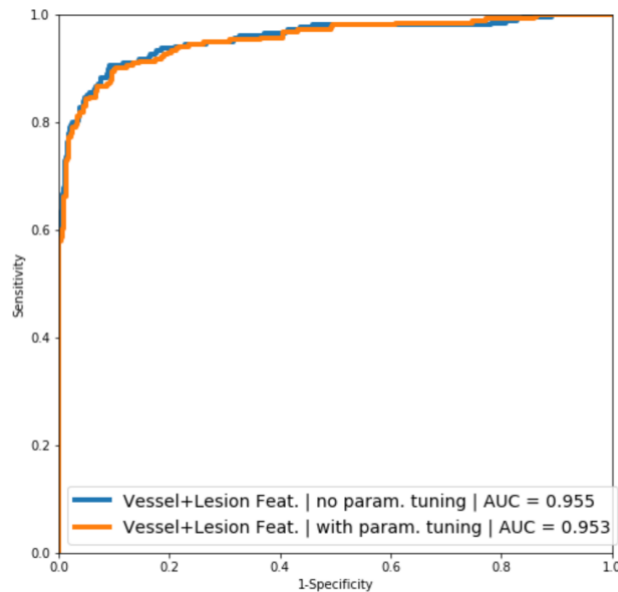 1.0
0.8
0.6
Sensitivity
0.4
0.2
Vessel+Lesion Feat. | no param. tuning | AUC = 0.955
Vessel+Lesion Feat. | with param. tuning | AUC = 0.953
0.0
0.0 0.2 0.4 0.6 0.8 1.0
1-Specificity